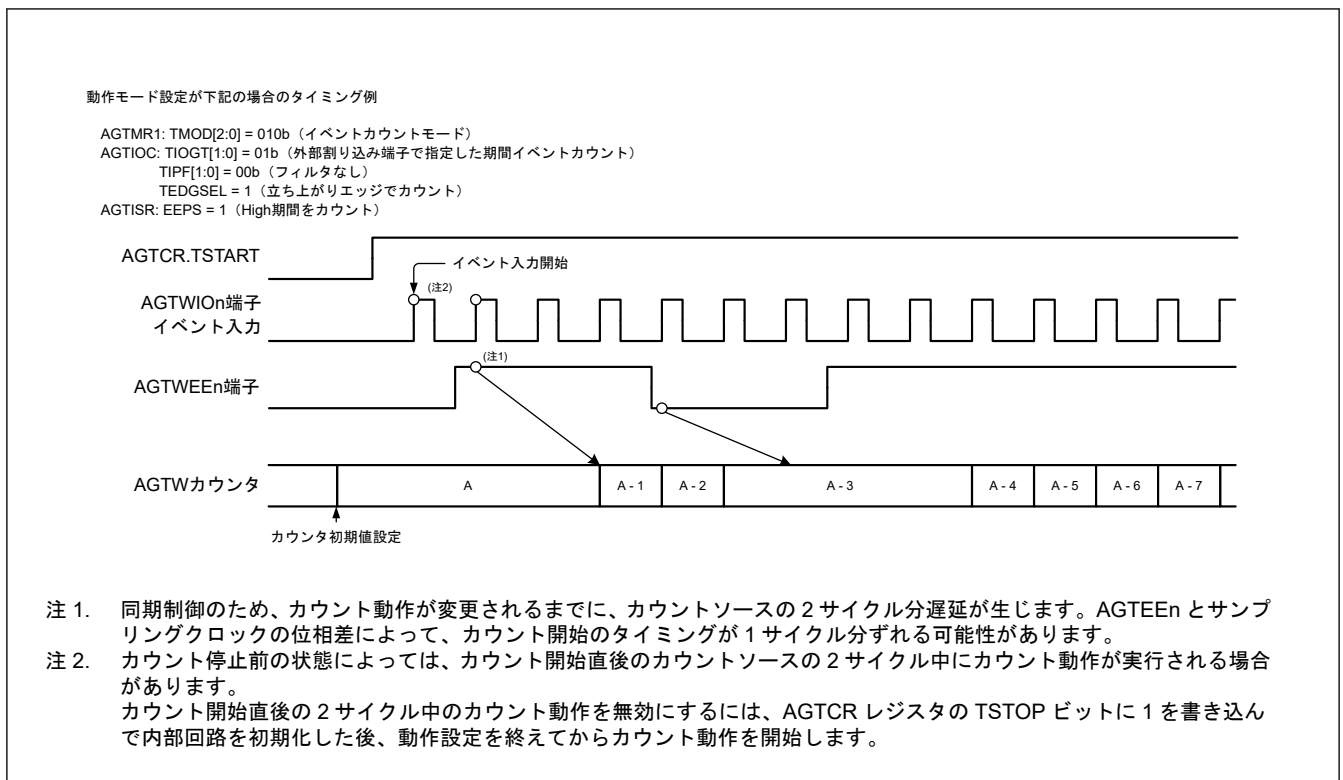 動作モード設定が下記の場合のタイミング例
AGTMR1: TMOD[2:0] = 010b（イベントカウントモード）
AGTIOC: TIOGT[1:0] = 01b（外部割り込み端子で指定した期間イベントカウント）
TIPF[1:0] = 00b（フィルタなし）
TEDGSEL = 1（立ち上がりエッジでカウント）
AGTISR: EEPS = 1（High期間をカウント）
AGTCR.TSTART
イベント入力開始
(注2)
AGTWIOn端子
イベント入力
(注1)
AGTWEEn端子
AGTWカウンタ
A
A - 1
A - 2
A - 3
A - 4
A - 5
A - 6
A - 7
カウンタ初期値設定
注 1. 同期制御のため、カウント動作が変更されるまでに、カウントソースの 2 サイクル分遅延が生じます。AGTEEn とサンプ
リングクロックの位相差によって、カウント開始のタイミングが 1 サイクル分ずれる可能性があります。
注 2. カウント停止前の状態によっては、カウント開始直後のカウントソースの 2 サイクル中にカウント動作が実行される場合
があります。
カウント開始直後の 2 サイクル中のカウント動作を無効にするには、AGTCR レジスタの TSTOP ビットに 1 を書き込ん
で内部回路を初期化した後、動作設定を終えてからカウント動作を開始します。